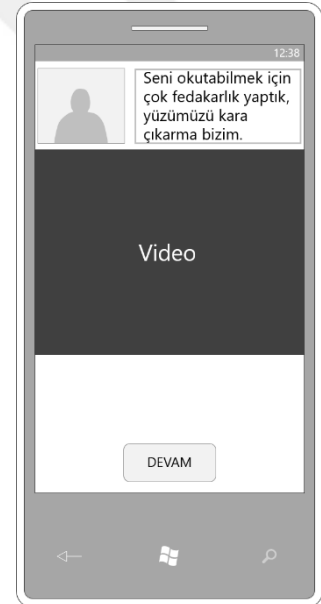 12:38
Seni okutabilmek için
çok fedakarlık yaptık,
yüzümüzü kara
çıkarma bizim.
Video
DEVAM